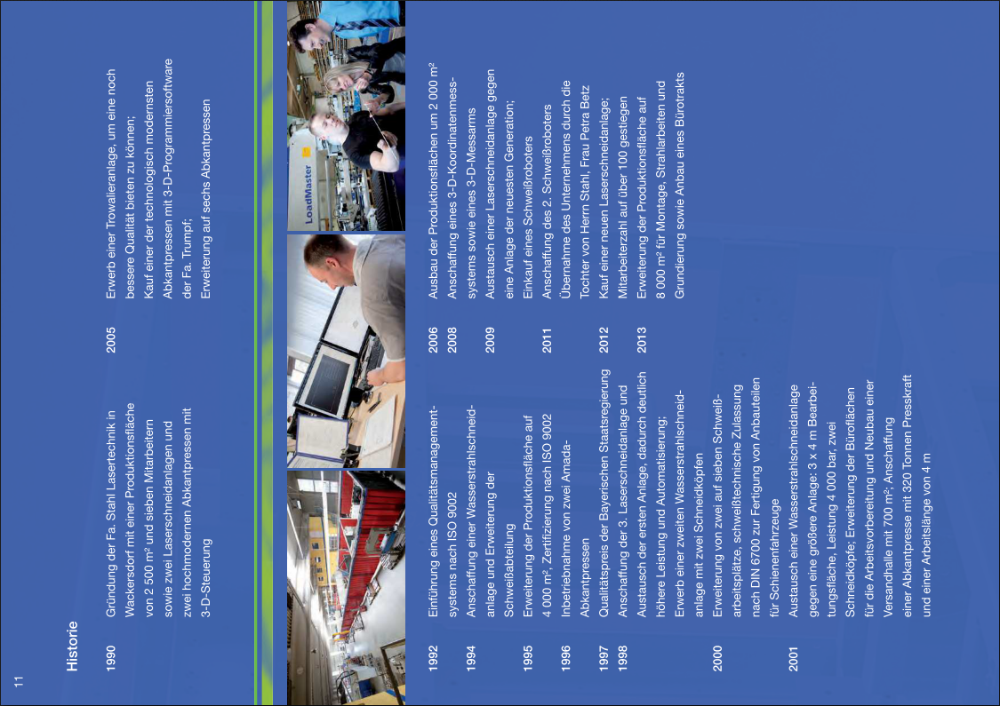 11
Historie
1990 Gründung der Fa. Stahl Lasertechnik in
Wackersdorf mit einer Produktionsfläche
von 2 500 m² und sieben Mitarbeitern
sowie zwei Laserschneidanlagen und
zwei hochmodernen Abkantpressen mit
3-D-Steuerung
2005 Erwerb einer Trowalieranlage, um eine noch
bessere Qualität bieten zu können;
Kauf einer der technologisch modernsten
Abkantpressen mit 3-D-Programmiersoftware
der Fa. Trumpf;
Erweiterung auf sechs Abkantpressen
LoadMaster
1992 Einführung eines Qualitätsmanagement-
systems nach ISO 9002
1994 Anschaffung einer Wasserstrahlschneid-
anlage und Erweiterung der
Schweißabteilung
1995 Erweiterung der Produktionsfläche auf
4 000 m², Zertifizierung nach ISO 9002
1996 Inbetriebnahme von zwei Amada-
Abkantpressen
1997 Qualitätspreis der Bayerischen Staatsregierung
1998 Anschaffung der 3. Laserschneidanlage und
Austausch der ersten Anlage, dadurch deutlich
höhere Leistung und Automatisierung;
Erwerb einer zweiten Wasserstrahlschneid-
anlage mit zwei Schneidköpfen
2000 Erweiterung von zwei auf sieben Schweiß-
arbeitsplätze, schweißtechnische Zulassung
nach DIN 6700 zur Fertigung von Anbauteilen
für Schienenfahrzeuge
2001 Austausch einer Wasserstrahlschneidanlage
gegen eine größere Anlage: 3 x 4 m Bearbei-
tungsfläche, Leistung 4 000 bar, zwei
Schneidköpfe; Erweiterung der Büroflächen
für die Arbeitsvorbereitung und Neubau einer
Versandhalle mit 700 m²; Anschaffung
einer Abkantpresse mit 320 Tonnen Presskraft
und einer Arbeitslänge von 4 m
2006 Ausbau der Produktionsflächen um 2 000 m²
2008 Anschaffung eines 3-D-Koordinatenmess-
systems sowie eines 3-D-Messarms
2009 Austausch einer Laserschneidanlage gegen
eine Anlage der neuesten Generation;
Einkauf eines Schweißroboters
2011 Anschaffung des 2. Schweißroboters
Übernahme des Unternehmens durch die
Tochter von Herrn Stahl, Frau Petra Betz
2012 Kauf einer neuen Laserschneidanlage;
Mitarbeiterzahl auf über 100 gestiegen
2013 Erweiterung der Produktionsfläche auf
8 000 m² für Montage, Strahlarbeiten und
Grundierung sowie Anbau eines Bürotrakts